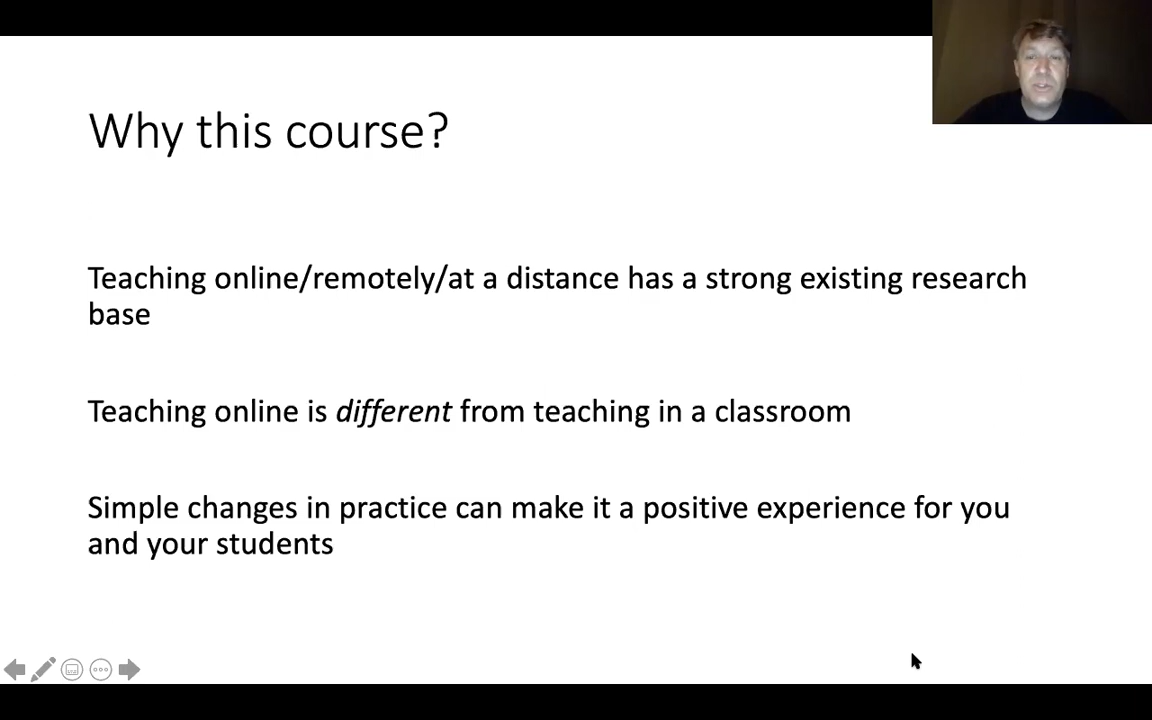 Why this course?
Teaching online/remotely/at a distance has a strong existing research
base
Teaching online is different from teaching in a classroom
Simple changes in practice can make it a positive experience for you
and your students